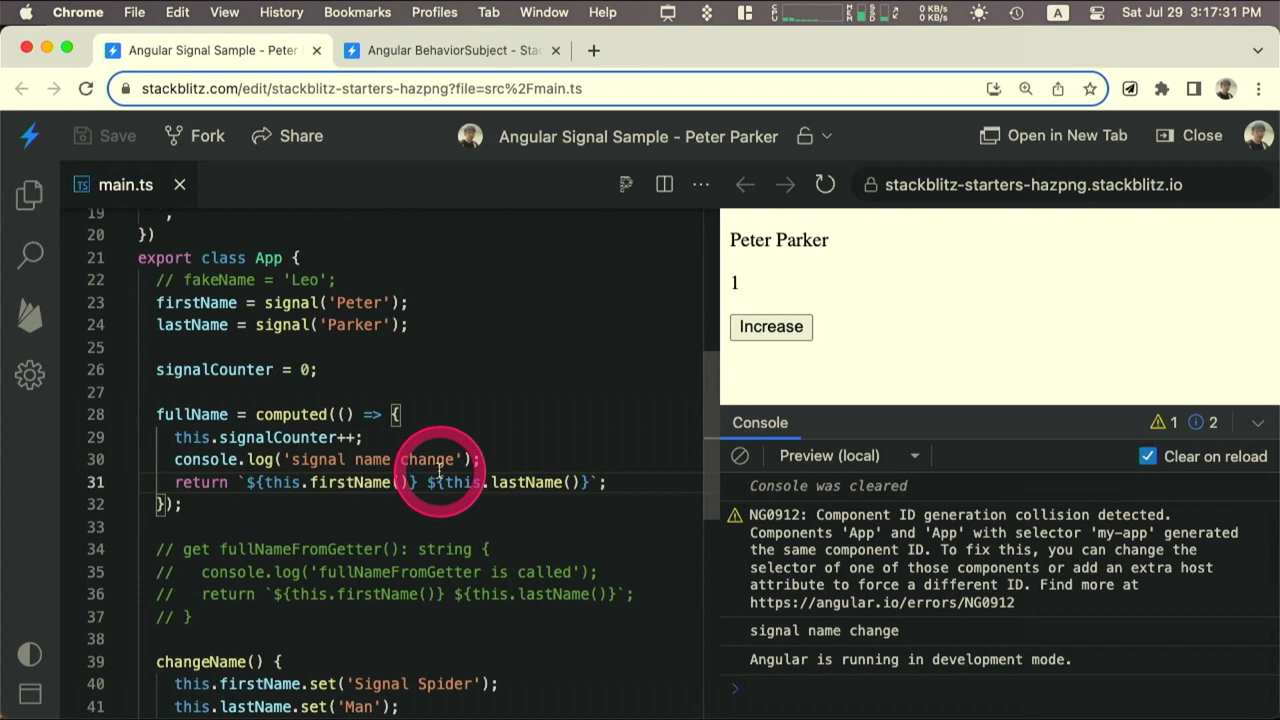 Chrome File Edit View History Bookmarks Profiles Tab Window Help 0 KB/s 0 KB/s A Sat Jul 29 3:17:31 PM
Angular Signal Sample - Peter Angular BehaviorSubject - Sta
stackblitz.com/edit/stackblitz-starters-hazpng?file=src%2Fmain.ts
Save Fork Share Angular Signal Sample - Peter Parker Open in New Tab Close
TS main.ts stackblitz-starters-hazpng.stackblitz.io
19 `,
20 })
21 export class App {
22 // fakeName = 'Leo';
23 firstName = signal('Peter');
24 lastName = signal('Parker');
25
26 signalCounter = 0;
27
28 fullName = computed(() => {
29 this.signalCounter++;
30 console.log('signal name change');
31 return `${this.firstName()} ${this.lastName()}`;
32 });
33
34 // get fullNameFromGetter(): string {
35 // console.log('fullNameFromGetter is called');
36 // return `${this.firstName()} ${this.lastName()}`;
37 // }
38
39 changeName() {
40 this.firstName.set('Signal Spider');
41 this.lastName.set('Man');
Peter Parker
1
Increase
Console 1 2
Preview (local) Clear on reload
Console was cleared
NG0912: Component ID generation collision detected.
Components 'App' and 'App' with selector 'my-app' generated
the same component ID. To fix this, you can change the
selector of one of those components or add an extra host
attribute to force a different ID. Find more at
https://angular.io/errors/NG0912
signal name change
Angular is running in development mode.